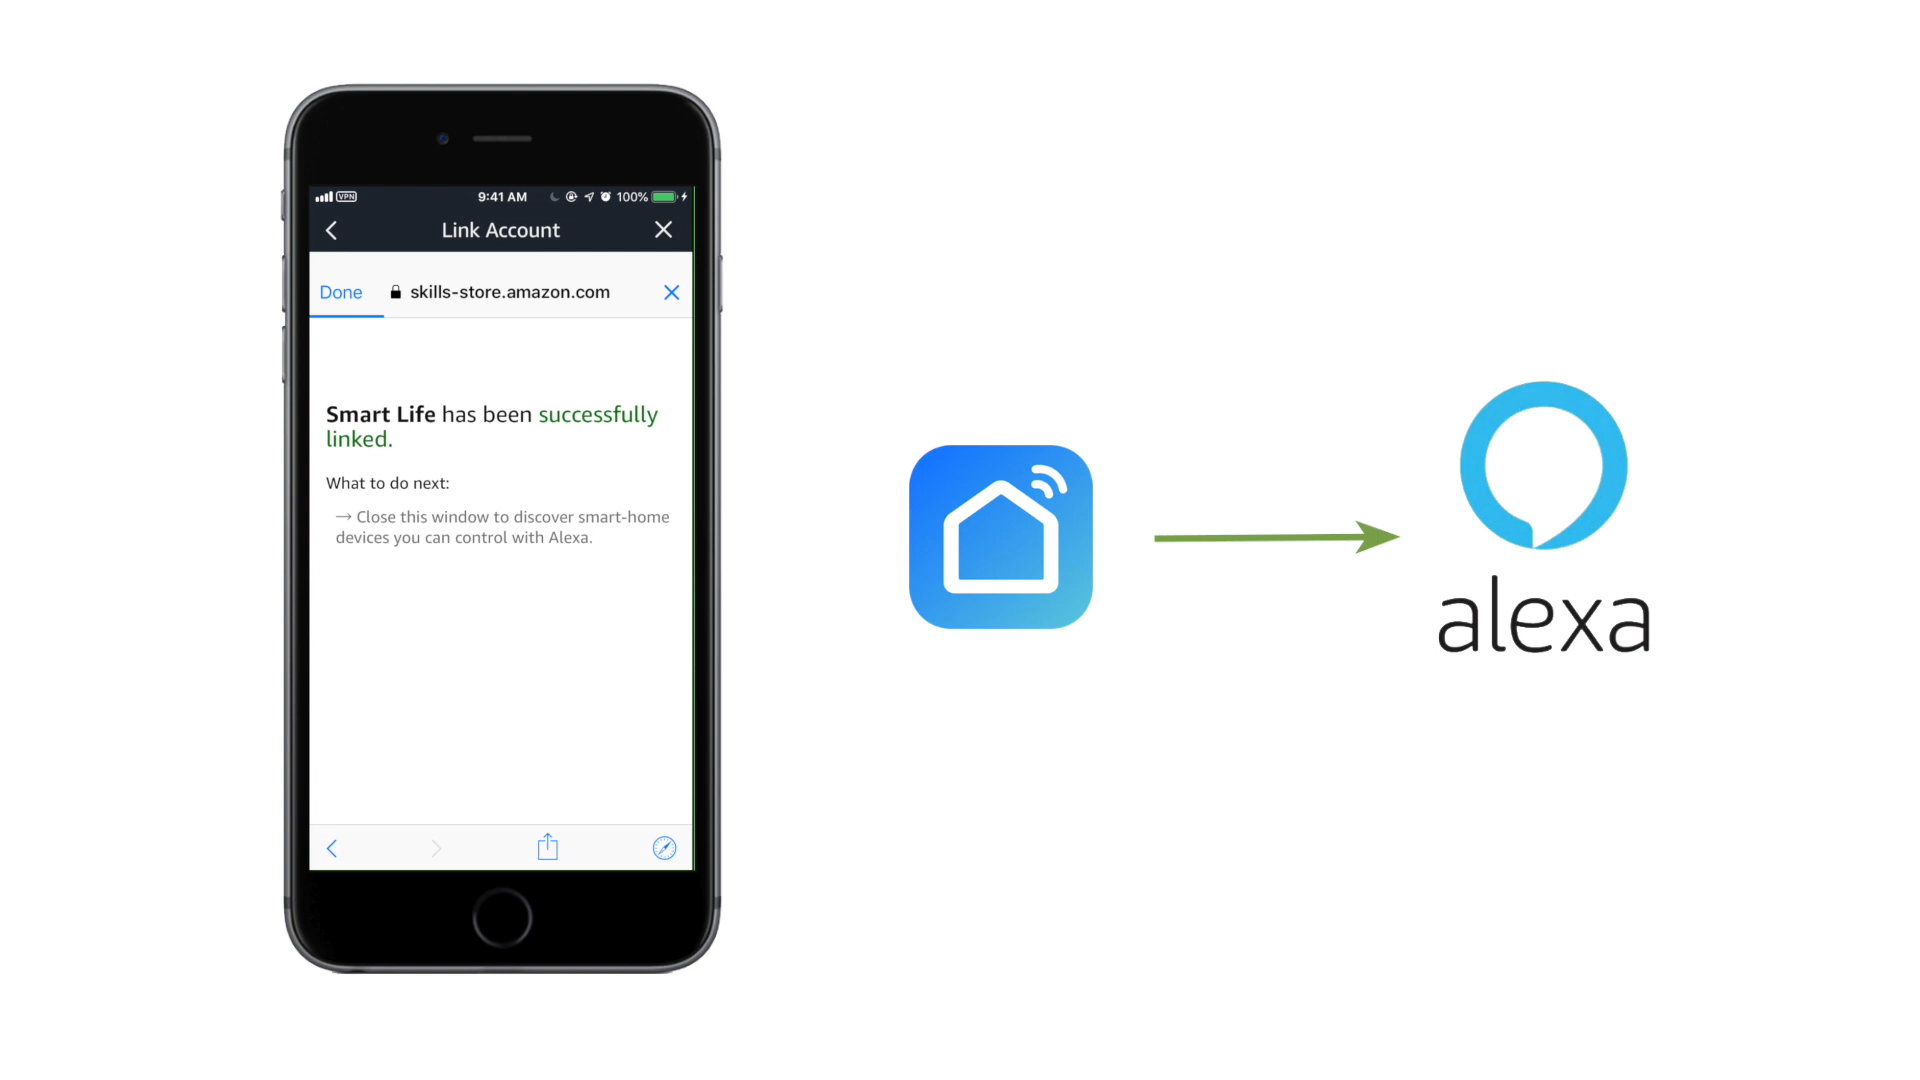 VPN 9:41 AM 100%
Link Account
Done skills-store.amazon.com
Smart Life has been successfully
linked.
What to do next:
→ Close this window to discover smart-home
devices you can control with Alexa.
alexa